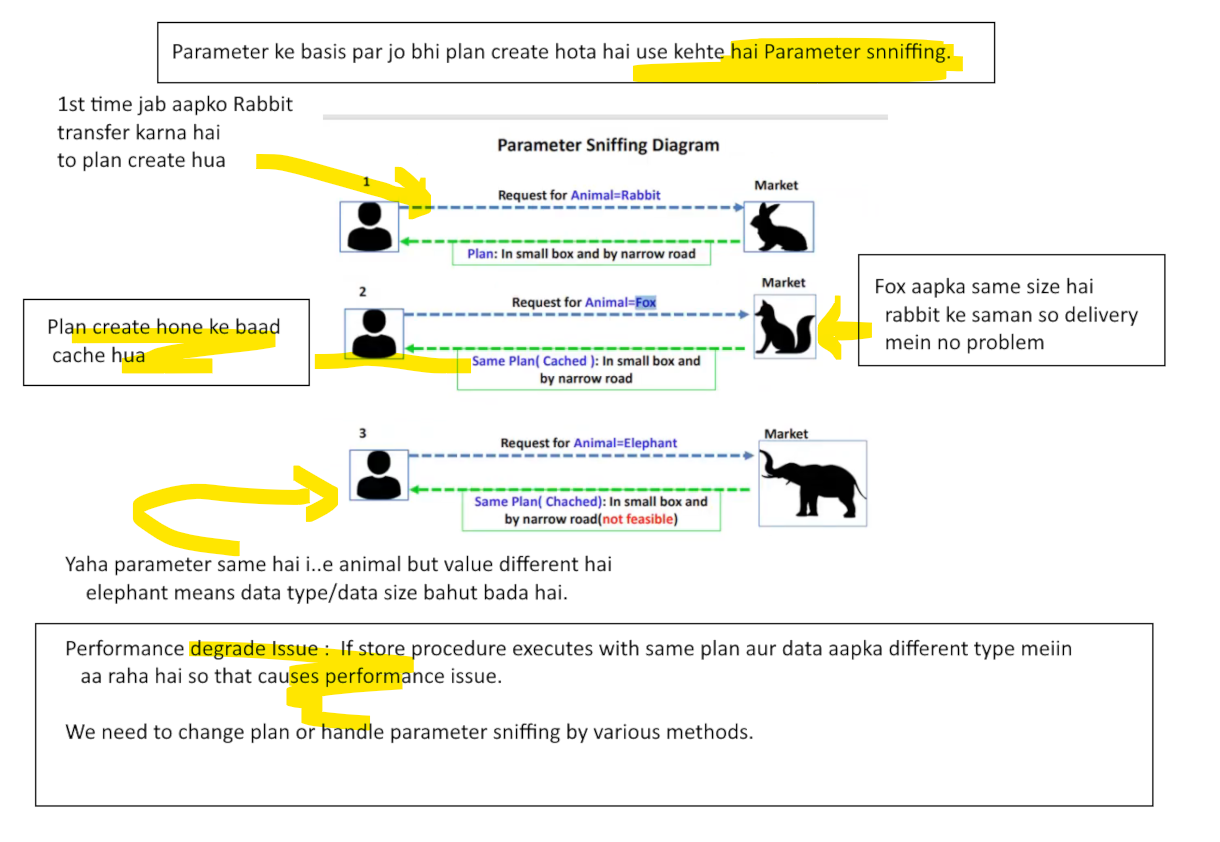 Parameter ke basis par jo bhi plan create hota hai use kehte hai Parameter snniffing.
1st time jab aapko Rabbit
transfer karna hai
to plan create hua
Parameter Sniffing Diagram
1
Request for Animal=Rabbit
Market
Plan: In small box and by narrow road
2
Request for Animal=Fox
Market
Fox aapka same size hai
rabbit ke saman so delivery
mein no problem
Plan create hone ke baad
cache hua
Same Plan( Cached ): In small box and
by narrow road
3
Request for Animal=Elephant
Market
Same Plan( Chached): In small box and
by narrow road(not feasible)
Yaha parameter same hai i..e animal but value different hai
elephant means data type/data size bahut bada hai.
Performance degrade Issue : If store procedure executes with same plan aur data aapka different type meiin
aa raha hai so that causes performance issue.
We need to change plan or handle parameter sniffing by various methods.